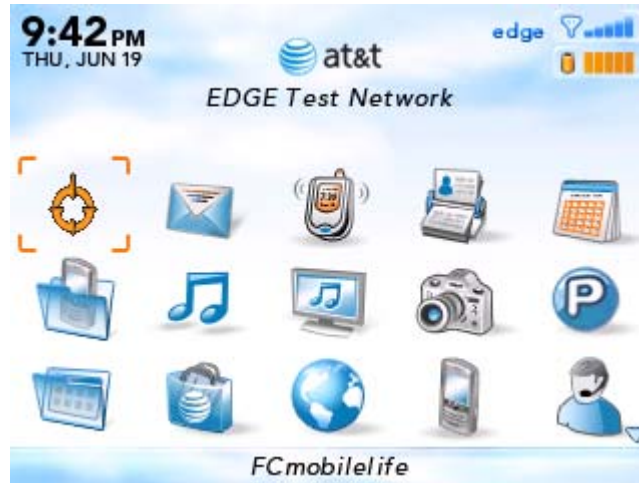 9:42PM
THU, JUN 19
at&t
edge
EDGE Test Network
P
FCmobilelife